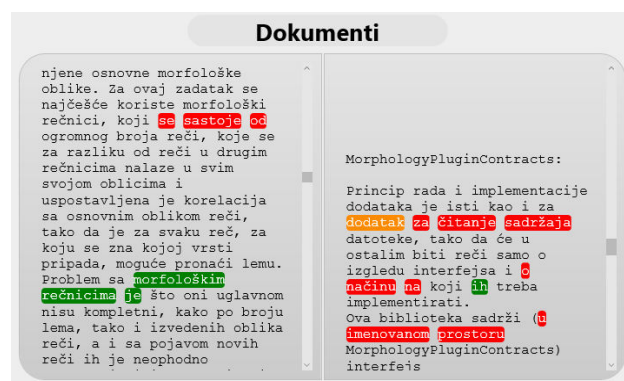 Dokumenti
njene osnovne morfološke
oblike. Za ovaj zadatak se
najčešće koriste morfološki
rečnici, koji se sastoje od
ogromnog broja reči, koje se
za razliku od reči u drugim
rečnicima nalaze u svim
svojom oblicima i
uspostavljena je korelacija
sa osnovnim oblikom reči,
tako da je za svaku reč, za
koju se zna kojoj vrsti
pripada, moguće pronaći lemu.
Problem sa morfološkim
rečnicima je što oni uglavnom
nisu kompletni, kako po broju
lema, tako i izvedenih oblika
reči, a i sa pojavom novih
reči ih je neophodno
MorphologyPluginContracts:
Princip rada i implementacije
dodataka je isti kao i za
dodatak za čitanje sadržaja
datoteke, tako da će u
ostalim biti reči samo o
izgledu interfejsa i o
načinu na koji ih treba
implementirati.
Ova biblioteka sadrži (u
imenovanom prostoru
MorphologyPluginContracts)
interfejs